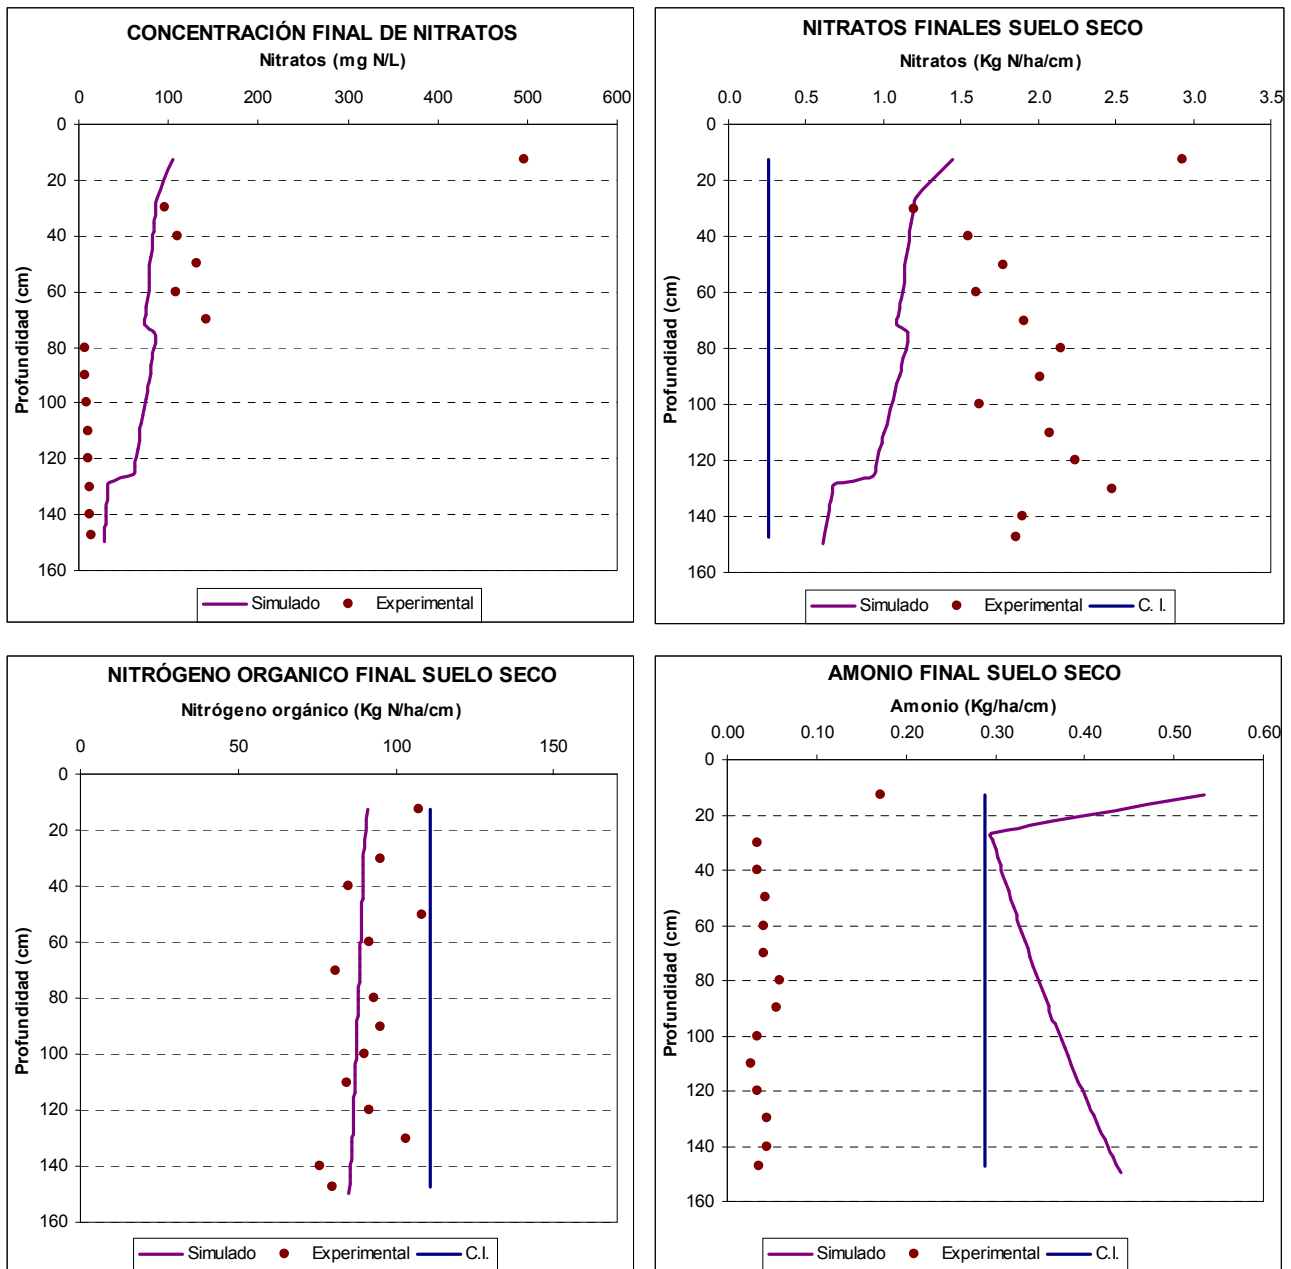 CONCENTRACIÓN FINAL DE NITRATOS
Nitratos (mg N/L)
0 100 200 300 400 500 600
0
20
40
60
80
100
120
140
160
Profundidad (cm)
Simulado Experimental
NITRATOS FINALES SUELO SECO
Nitratos (Kg N/ha/cm)
0.0 0.5 1.0 1.5 2.0 2.5 3.0 3.5
0
20
40
60
80
100
120
140
160
Profundidad (cm)
Simulado Experimental C. I.
NITRÓGENO ORGANICO FINAL SUELO SECO
Nitrógeno orgánico (Kg N/ha/cm)
0 50 100 150
0
20
40
60
80
100
120
140
160
Profundidad (cm)
Simulado Experimental C.I.
AMONIO FINAL SUELO SECO
Amonio (Kg/ha/cm)
0.00 0.10 0.20 0.30 0.40 0.50 0.60
0
20
40
60
80
100
120
140
160
Profundidad (cm)
Simulado Experimental C.I.